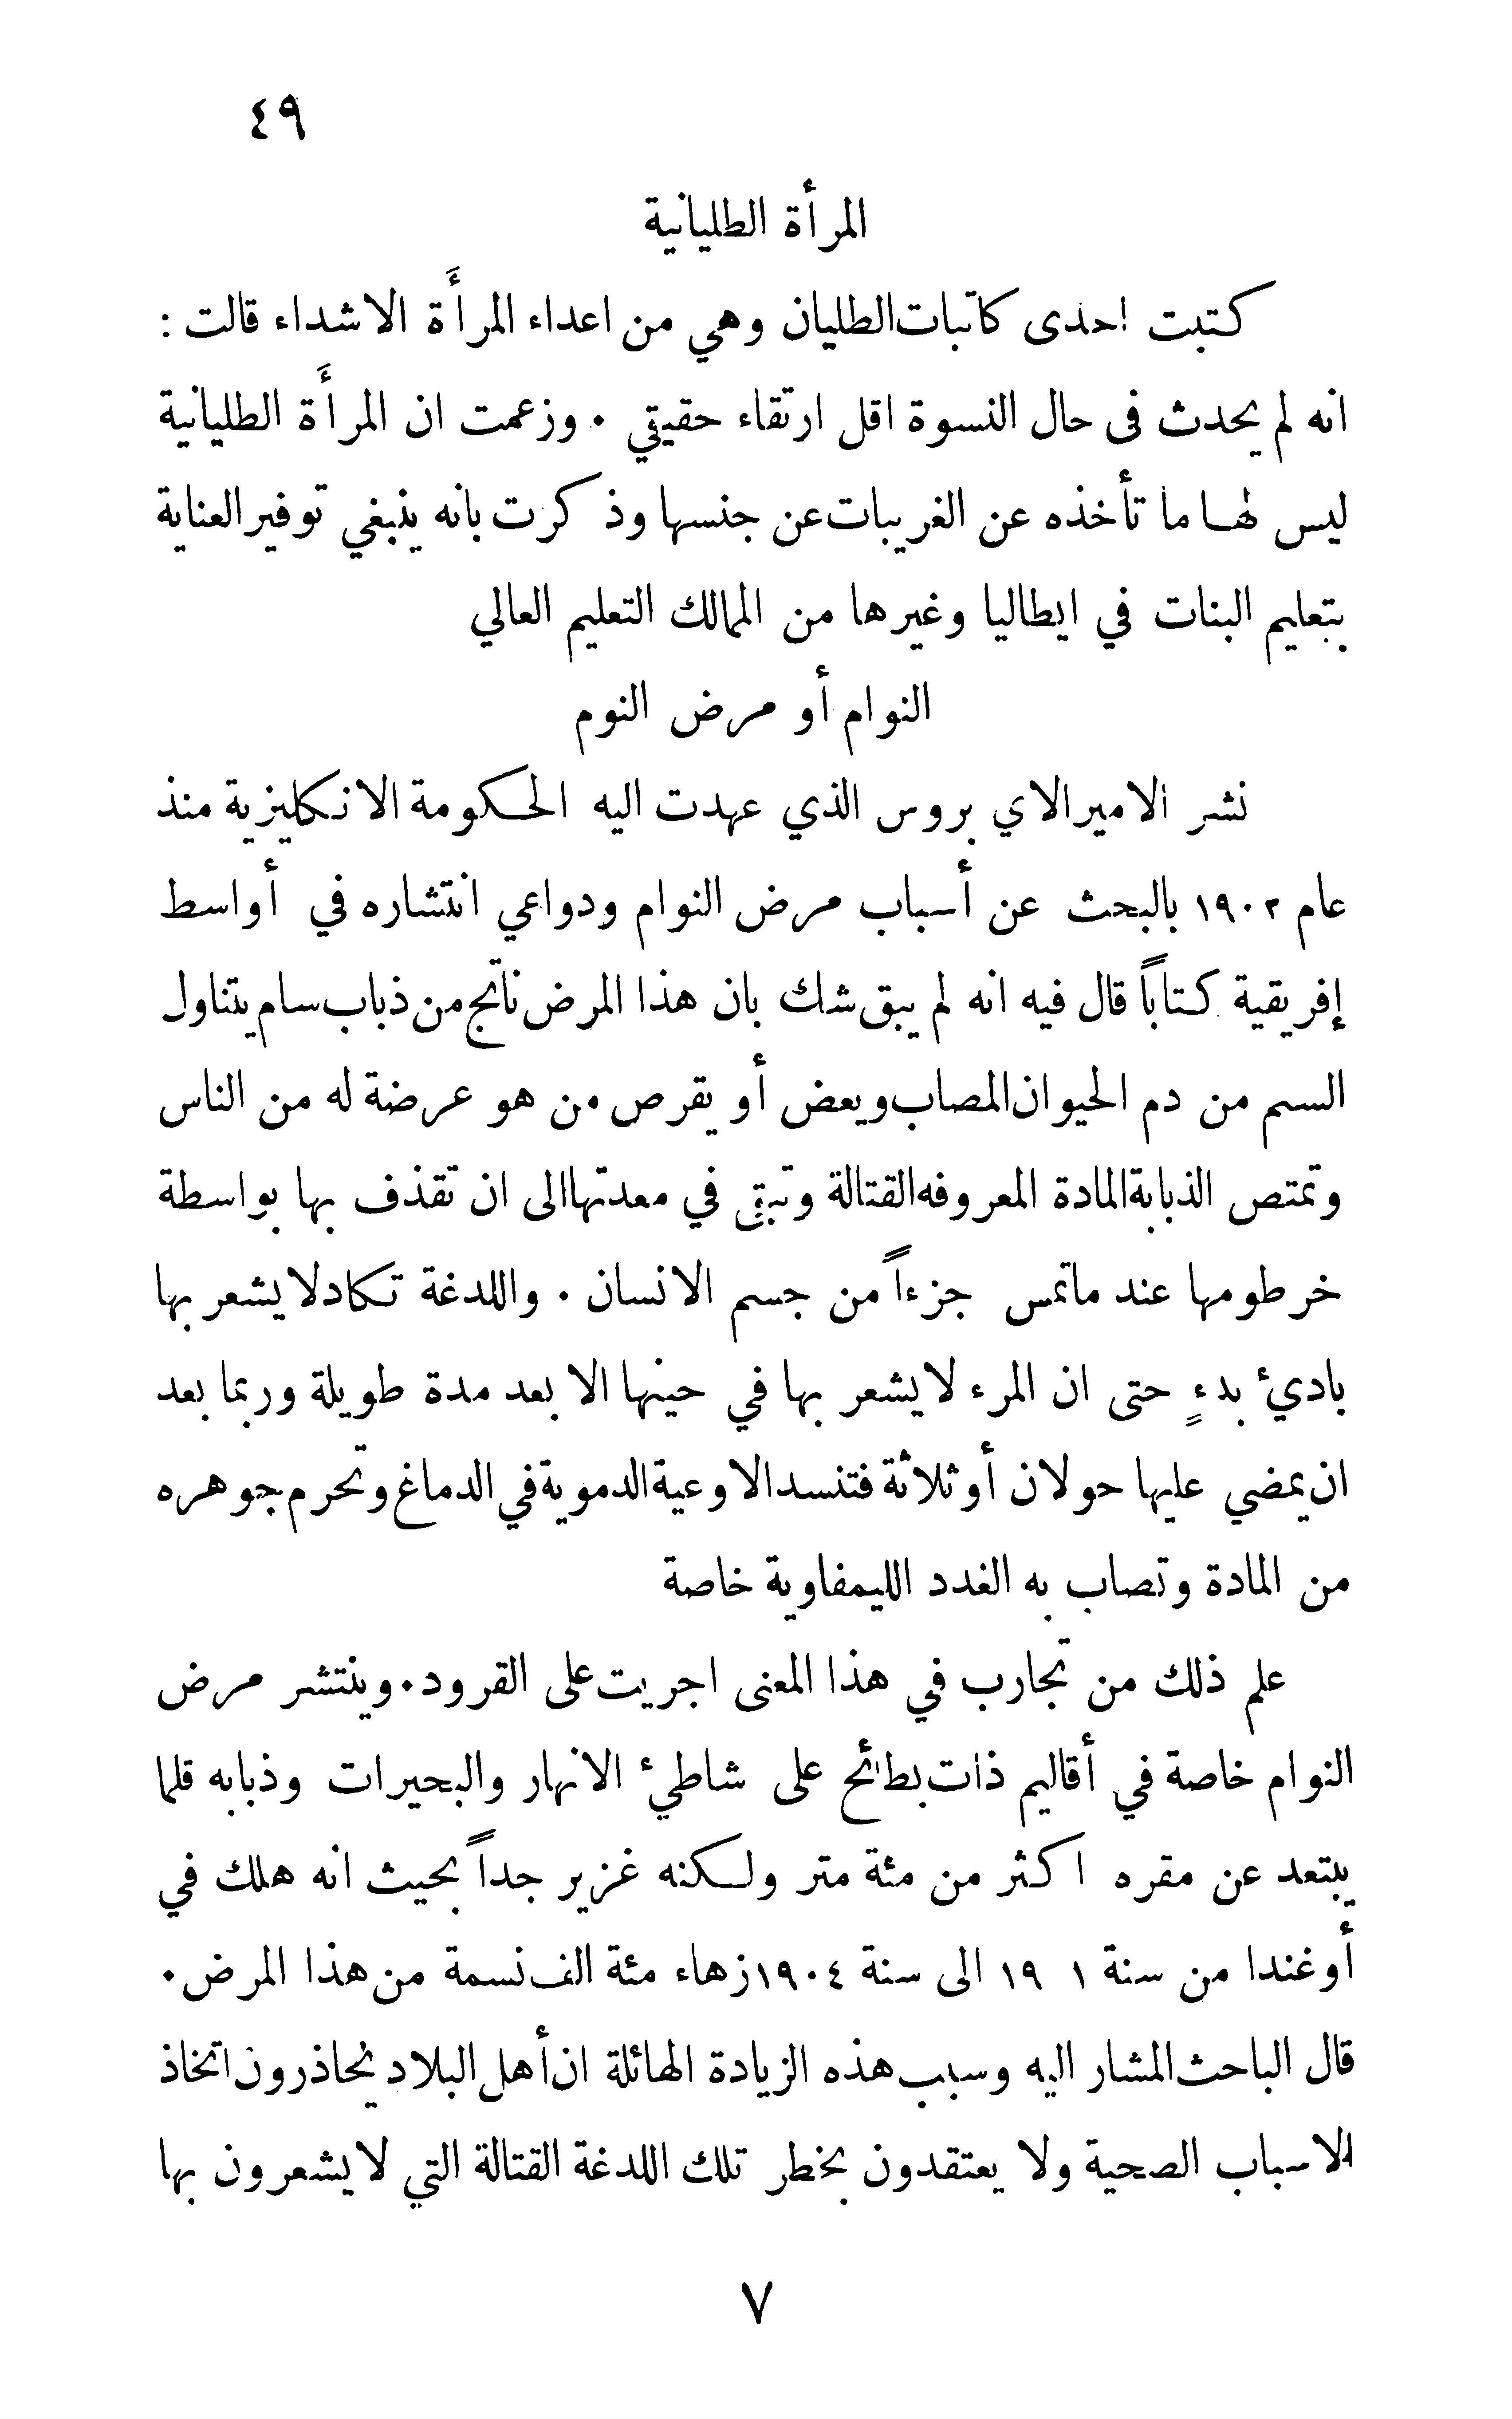 ٤٩
المرأة الطليانية
كتبت احدى كاتبات الطليان وهي من اعداء المرأَة الاشداء قالت :
انه لم يحدث فى حال النسوة اقل ارتقاء حقيقي . وزعمت ان المرأَة الطليانية
ليس لها ما تأخذه عن الغريبات عن جنسها وذكرت بانه ينبغي توفير العناية
بتعليم البنات في ايطاليا وغيرها من الممالك التعليم العالي
النوام أو مرض النوم
نشر الاميرالاي بروس الذي عهدت اليه الحكومة الانكليزية منذ
عام ١٩٠٢ بالبحث عن أسباب مرض النوام ودواعي انتشاره في أواسط
إفريقية كتاباً قال فيه انه لم يبق شك بان هذا المرض ناتج من ذباب سام يتناول
السم من دم الحيوان المصاب ويعض أو يقرص من هو عرضة له من الناس
وتمتص الذبابة المادة المعروفه القتالة وتبقى في معدتها الى ان تقذف بها بواسطة
خرطومها عند ماتمس جزءاً من جسم الانسان . واللدغة تكاد لا يشعر بها
بادئ بدءٍ حتى ان المرء لا يشعر بها في حينها الا بعد مدة طويلة وربما بعد
ان يمضي عليها حولان أو ثلاثة فتنسد الاوعية الدموية في الدماغ وتحرم جوهره
من المادة وتصاب به الغدد الليمفاوية خاصة
علم ذلك من تجارب في هذا المعنى اجريت على القرود . وينتشر مرض
النوام خاصة في أقاليم ذات بطائح على شاطئ الانهار والبحيرات وذبابه قلما
يبتعد عن مقره اكثر من مئة متر ولكنه غزير جداً بحيث انه هلك في
أوغندا من سنة ١ ١٩ الى سنة ١٩٠٤ زهاء مئة الف نسمة من هذا المرض .
قال الباحث المشار اليه وسبب هذه الزيادة الهائلة ان أهل البلاد يحاذرون اتخاذ
الاسباب الصحية ولا يعتقدون بخطر تلك اللدغة القتالة التي لا يشعرون بها
٧